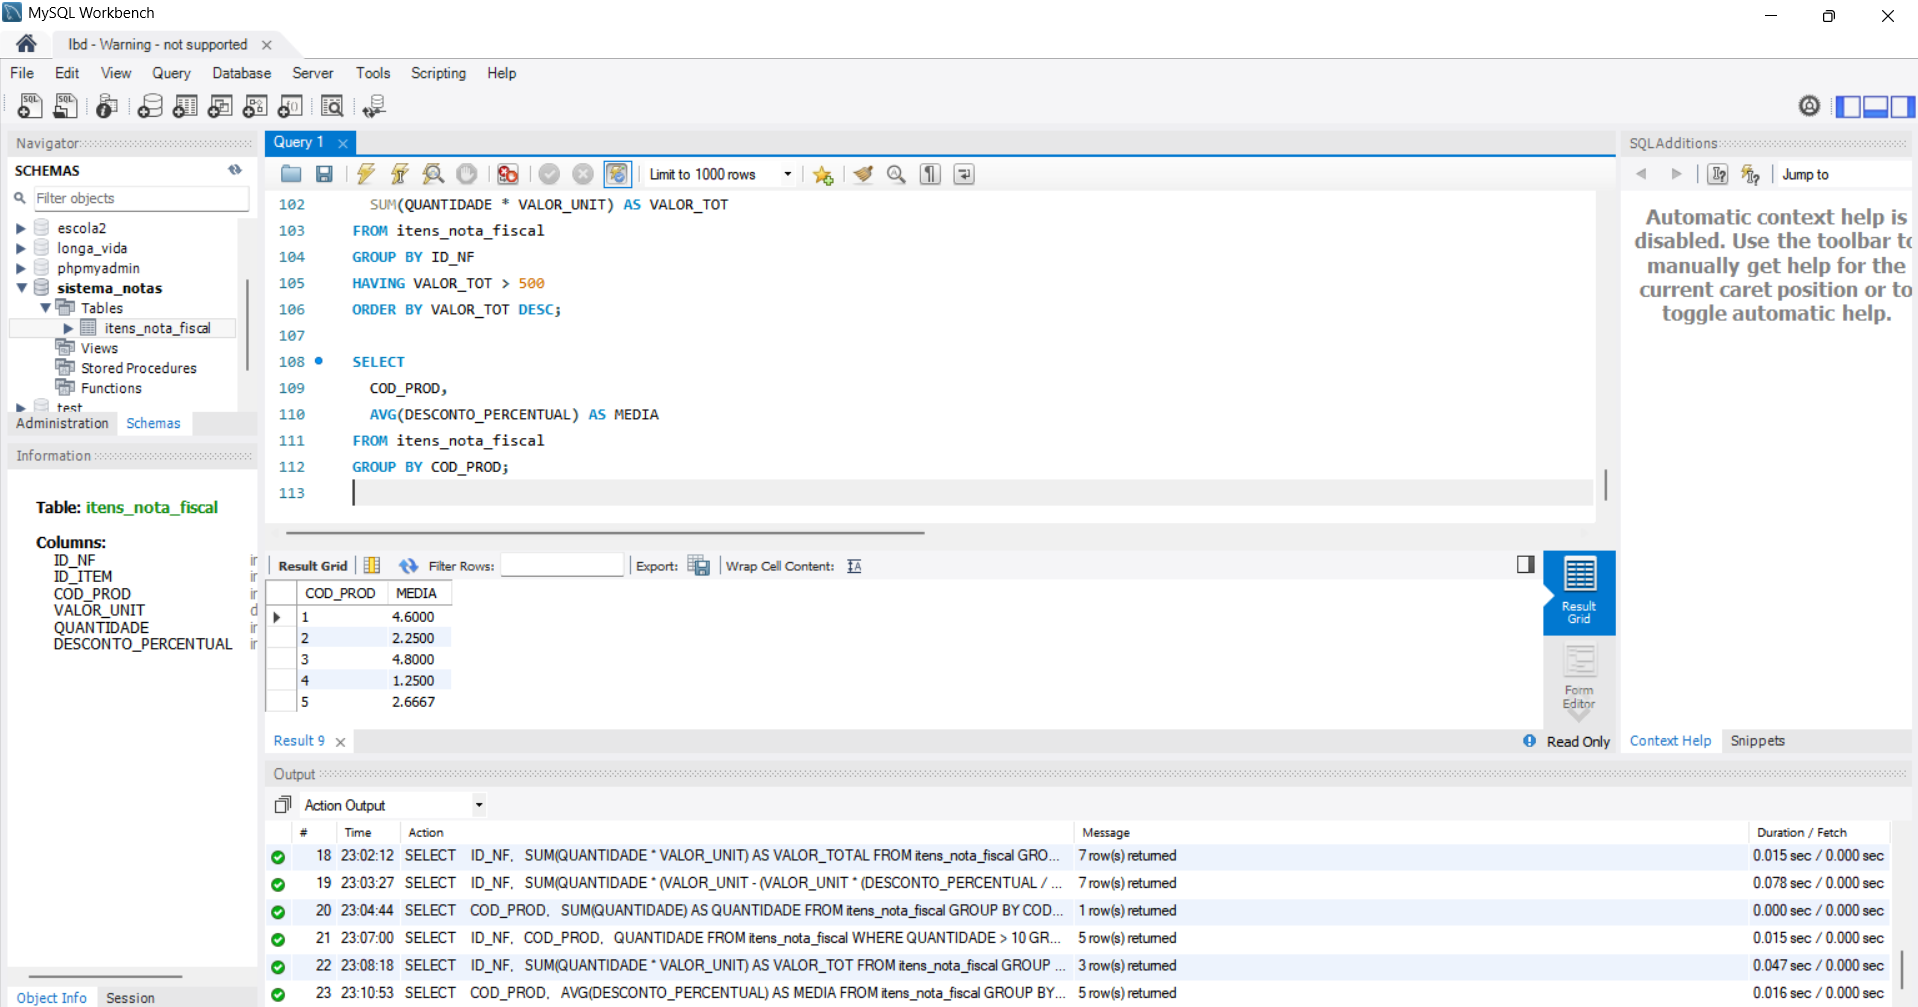 MySQL Workbench
lbd - Warning - not supported
File Edit View Query Database Server Tools Scripting Help
Navigator
SCHEMAS
Filter objects
escola2
longa_vida
phpmyadmin
sistema_notas
Tables
itens_nota_fiscal
Views
Stored Procedures
Functions
test
Administration Schemas
Information
Table: itens_nota_fiscal
Columns:
ID_NF
ID_ITEM
COD_PROD
VALOR_UNIT
QUANTIDADE
DESCONTO_PERCENTUAL
Object Info Session
Query 1
Limit to 1000 rows
102 SUM(QUANTIDADE * VALOR_UNIT) AS VALOR_TOT
103 FROM itens_nota_fiscal
104 GROUP BY ID_NF
105 HAVING VALOR_TOT > 500
106 ORDER BY VALOR_TOT DESC;
107
108 SELECT
109 COD_PROD,
110 AVG(DESCONTO_PERCENTUAL) AS MEDIA
111 FROM itens_nota_fiscal
112 GROUP BY COD_PROD;
113
Result Grid Filter Rows: Export: Wrap Cell Content:
COD_PROD MEDIA
1 4.6000
2 2.2500
3 4.8000
4 1.2500
5 2.6667
Result
Grid
Form
Editor
Result 9
Read Only
SQLAdditions
Jump to
Automatic context help is
disabled. Use the toolbar to
manually get help for the
current caret position or to
toggle automatic help.
Context Help Snippets
Output
Action Output
# Time Action Message Duration / Fetch
18 23:02:12 SELECT ID_NF, SUM(QUANTIDADE * VALOR_UNIT) AS VALOR_TOTAL FROM itens_nota_fiscal GRO... 7 row(s) returned 0.015 sec / 0.000 sec
19 23:03:27 SELECT ID_NF, SUM(QUANTIDADE * (VALOR_UNIT - (VALOR_UNIT * (DESCONTO_PERCENTUAL / ... 7 row(s) returned 0.078 sec / 0.000 sec
20 23:04:44 SELECT COD_PROD, SUM(QUANTIDADE) AS QUANTIDADE FROM itens_nota_fiscal GROUP BY COD... 1 row(s) returned 0.000 sec / 0.000 sec
21 23:07:00 SELECT ID_NF, COD_PROD, QUANTIDADE FROM itens_nota_fiscal WHERE QUANTIDADE > 10 GR... 5 row(s) returned 0.015 sec / 0.000 sec
22 23:08:18 SELECT ID_NF, SUM(QUANTIDADE * VALOR_UNIT) AS VALOR_TOT FROM itens_nota_fiscal GROUP ... 3 row(s) returned 0.047 sec / 0.000 sec
23 23:10:53 SELECT COD_PROD, AVG(DESCONTO_PERCENTUAL) AS MEDIA FROM itens_nota_fiscal GROUP BY... 5 row(s) returned 0.016 sec / 0.000 sec